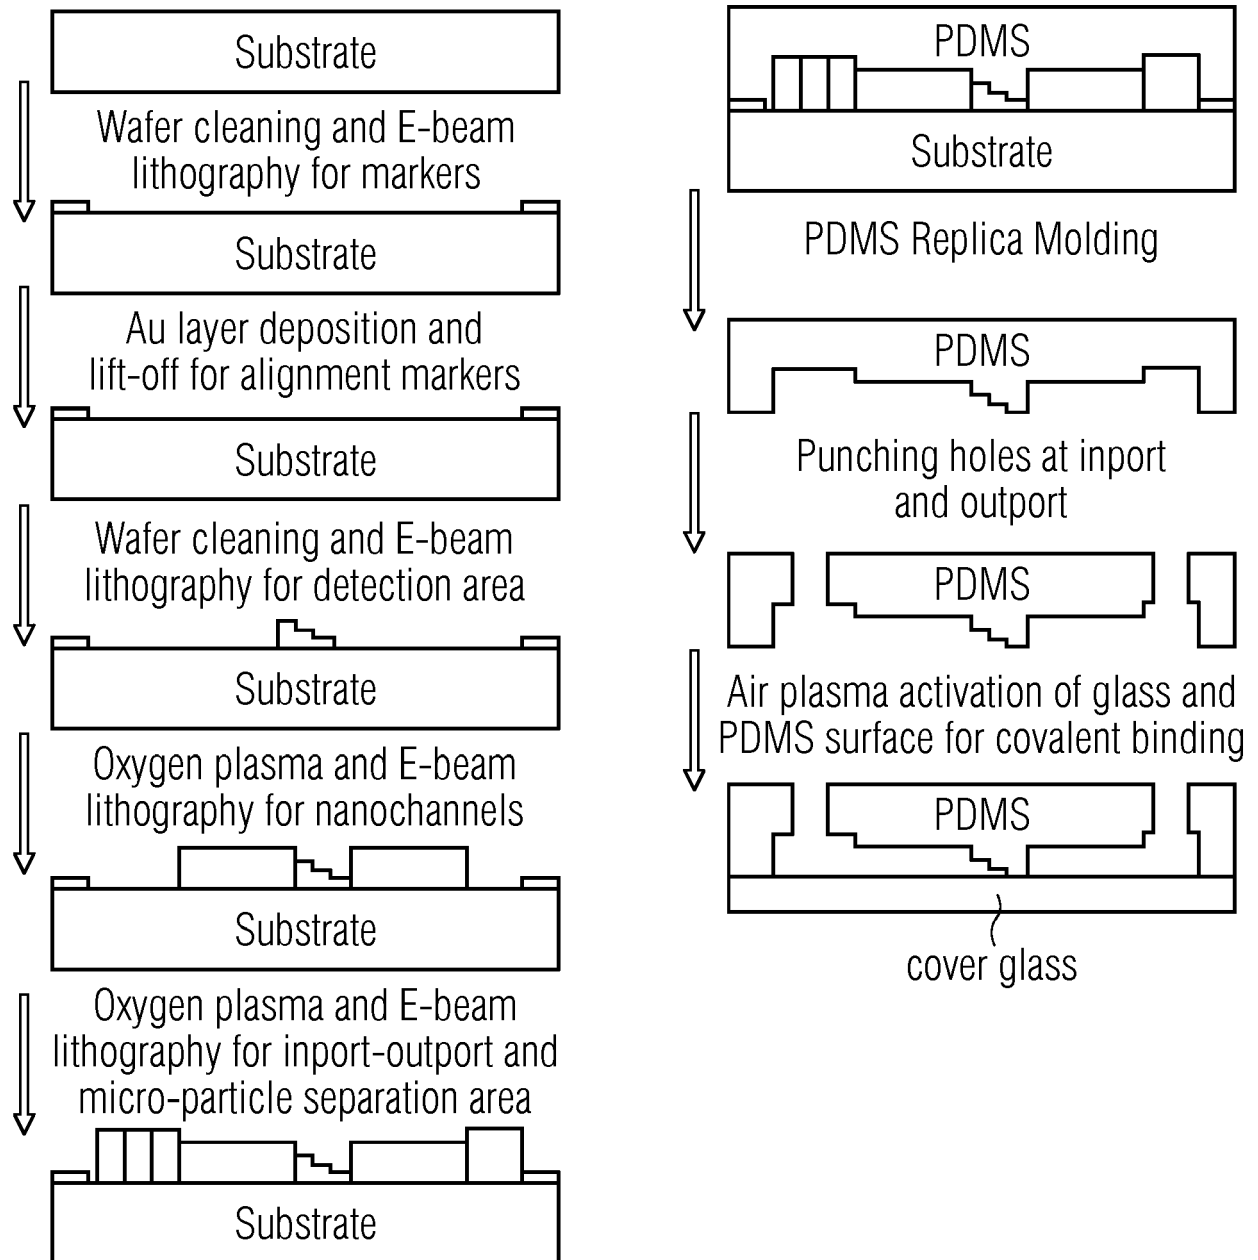 Substrate
Wafer cleaning and E-beam
lithography for markers
Substrate
Au layer deposition and
lift-off for alignment markers
Substrate
Wafer cleaning and E-beam
lithography for detection area
Substrate
Oxygen plasma and E-beam
lithography for nanochannels
Substrate
Oxygen plasma and E-beam
lithography for inport-outport and
micro-particle separation area
Substrate
PDMS
Substrate
PDMS Replica Molding
PDMS
Punching holes at inport
and outport
PDMS
Air plasma activation of glass and
PDMS surface for covalent binding
PDMS
cover glass